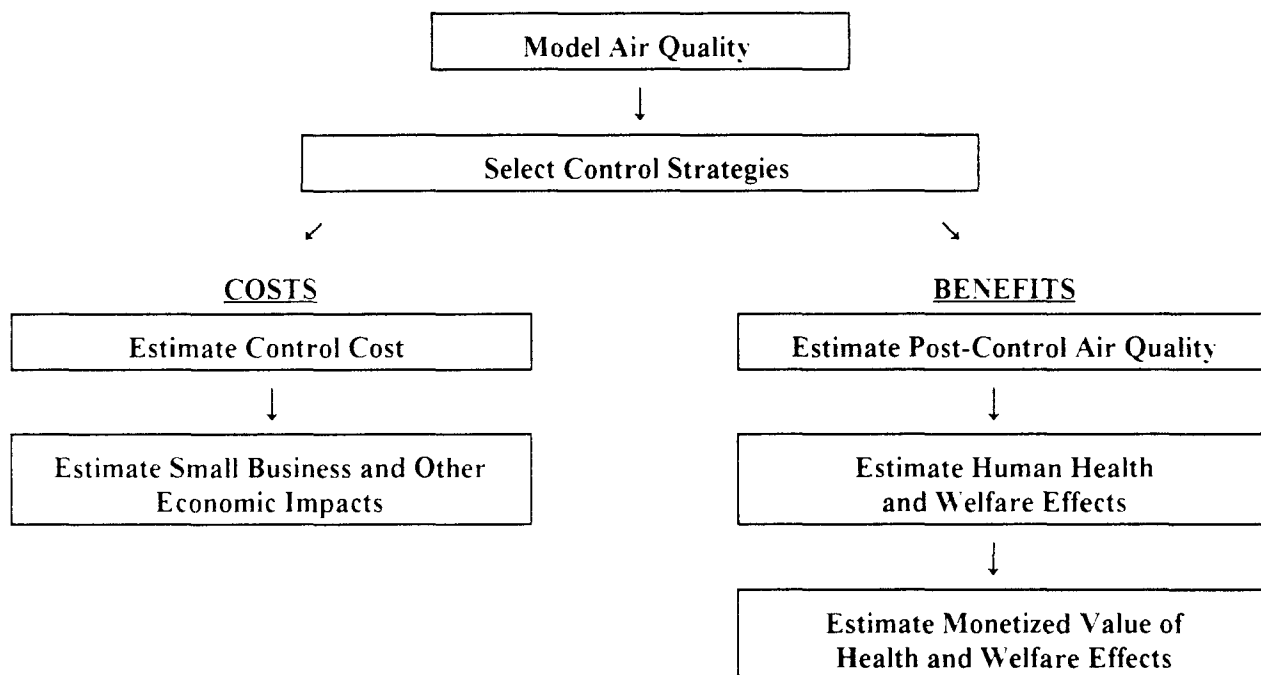 Model Air Quality
Select Control Strategies
COSTS
Estimate Control Cost
Estimate Small Business and Other
Economic Impacts
BENEFITS
Estimate Post-Control Air Quality
Estimate Human Health
and Welfare Effects
Estimate Monetized Value of
Health and Welfare Effects